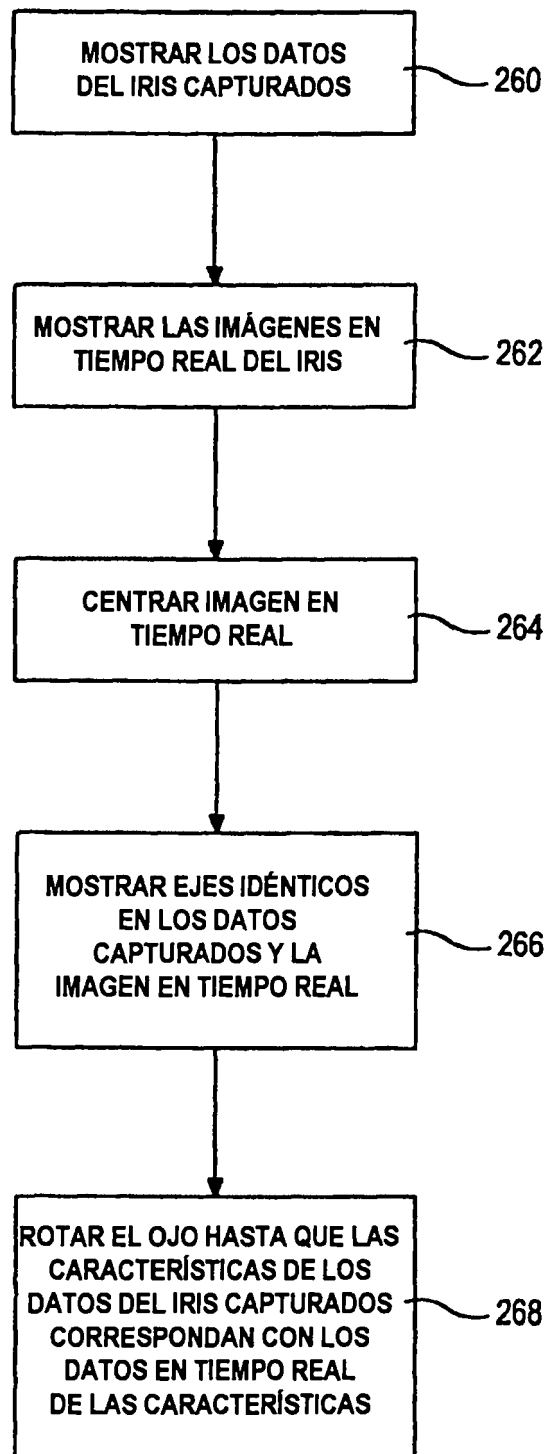 MOSTRAR LOS DATOS
DEL IRIS CAPTURADOS
260
MOSTRAR LAS IMÁGENES EN
TIEMPO REAL DEL IRIS
262
CENTRAR IMAGEN EN
TIEMPO REAL
264
MOSTRAR EJES IDÉNTICOS
EN LOS DATOS
CAPTURADOS Y LA
IMAGEN EN TIEMPO REAL
266
ROTAR EL OJO HASTA QUE LAS
CARACTERÍSTICAS DE LOS
DATOS DEL IRIS CAPTURADOS
CORRESPONDAN CON LOS
DATOS EN TIEMPO REAL
DE LAS CARACTERÍSTICAS
268